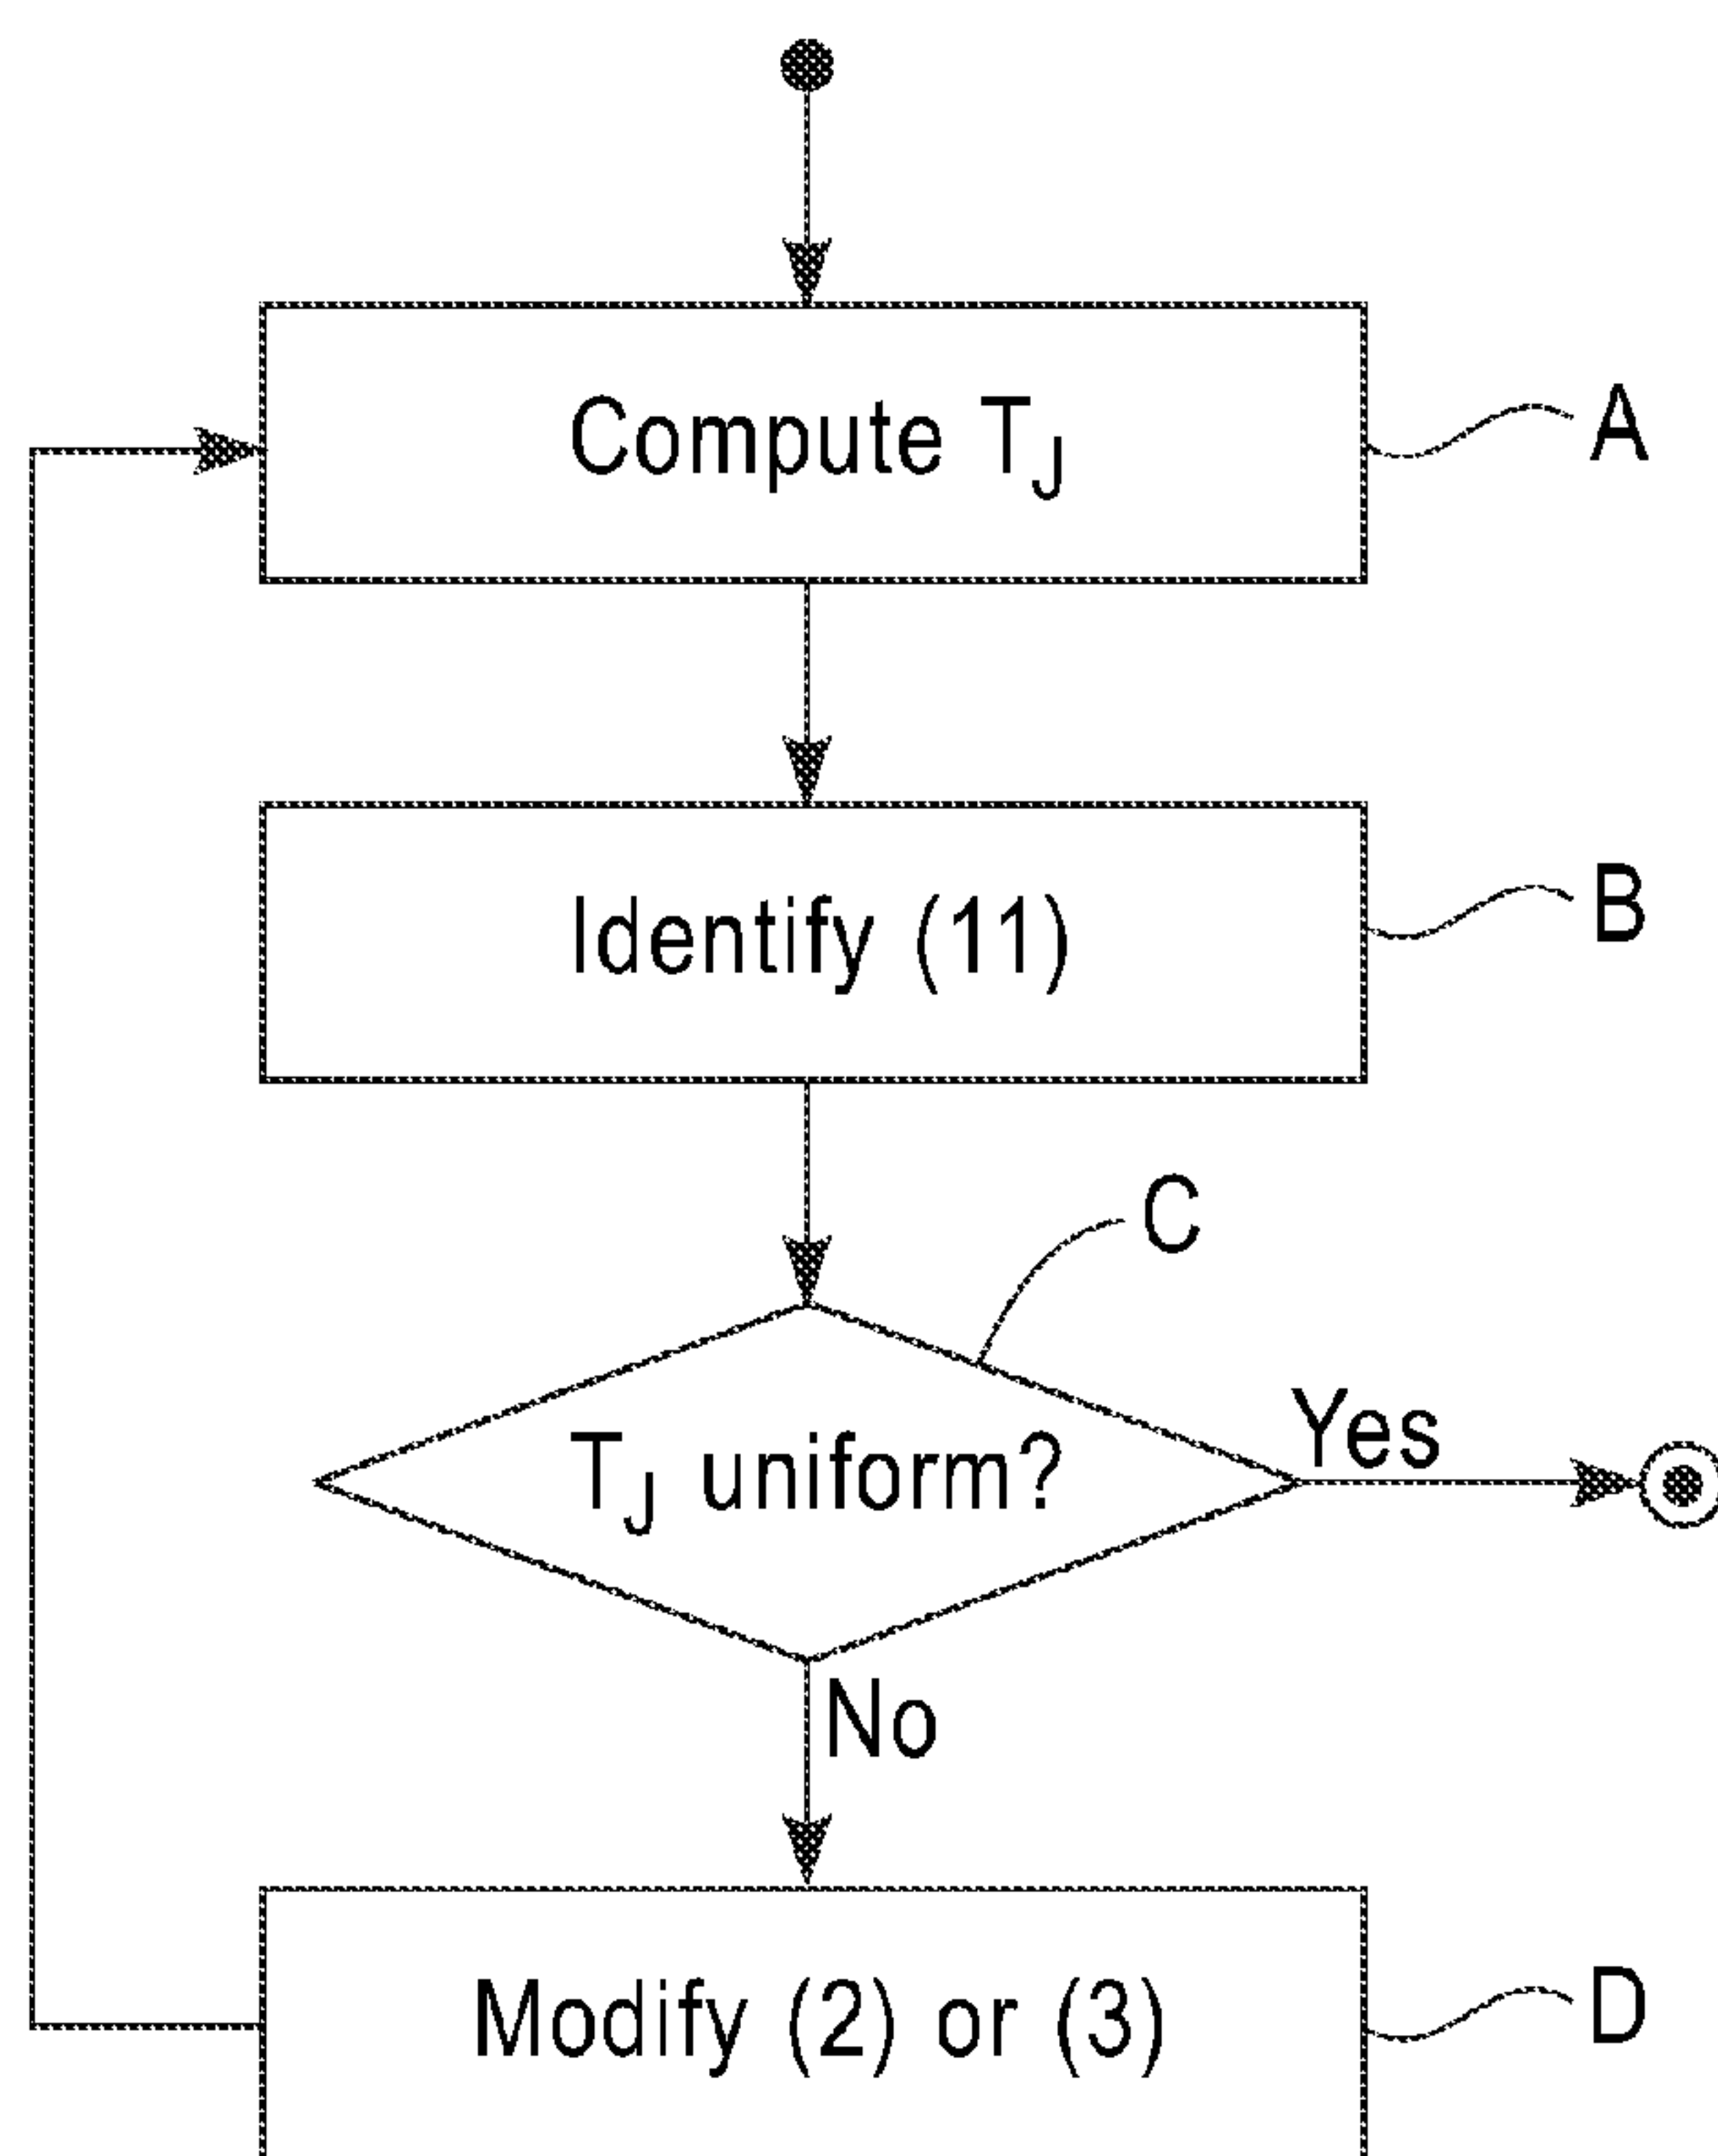 Compute TJ
A
Identify (11)
B
C
TJ uniform?
Yes
No
Modify (2) or (3)
D